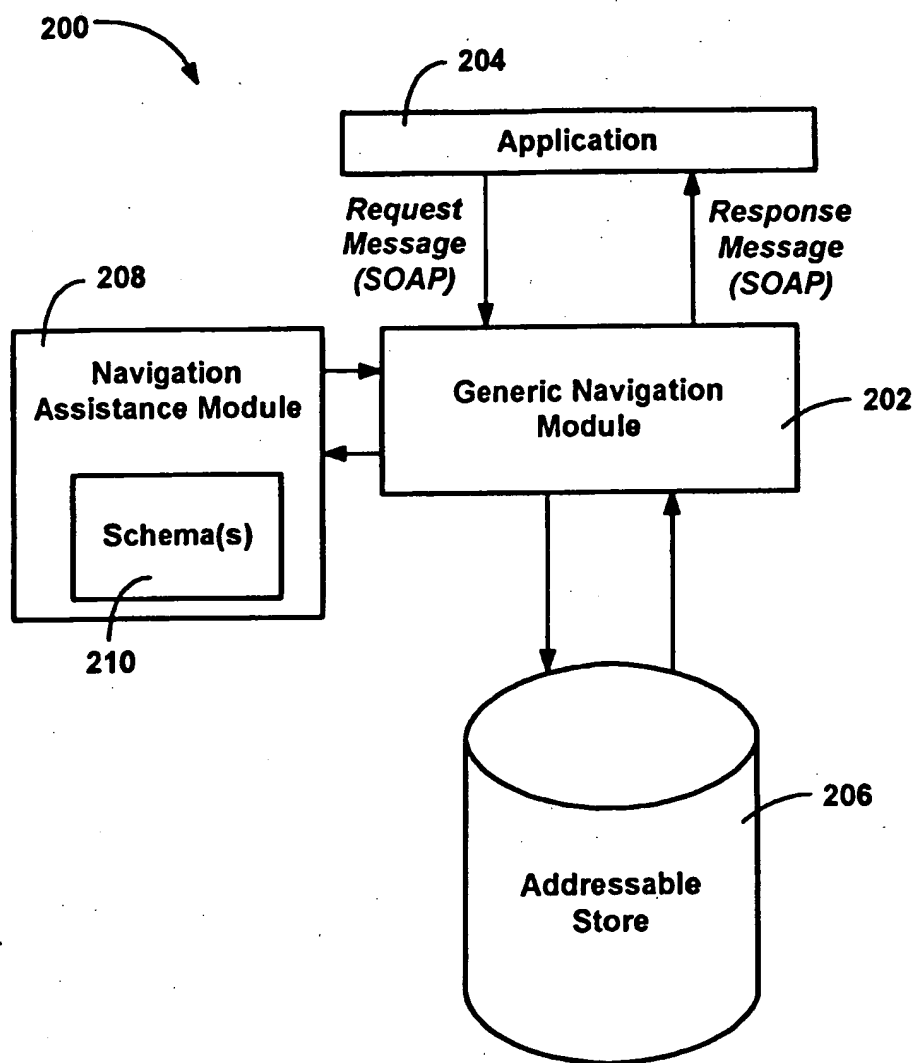 200
204
Application
Request
Message
(SOAP)
Response
Message
(SOAP)
208
Navigation
Assistance Module
Generic Navigation
Module
202
Schema(s)
210
206
Addressable
Store